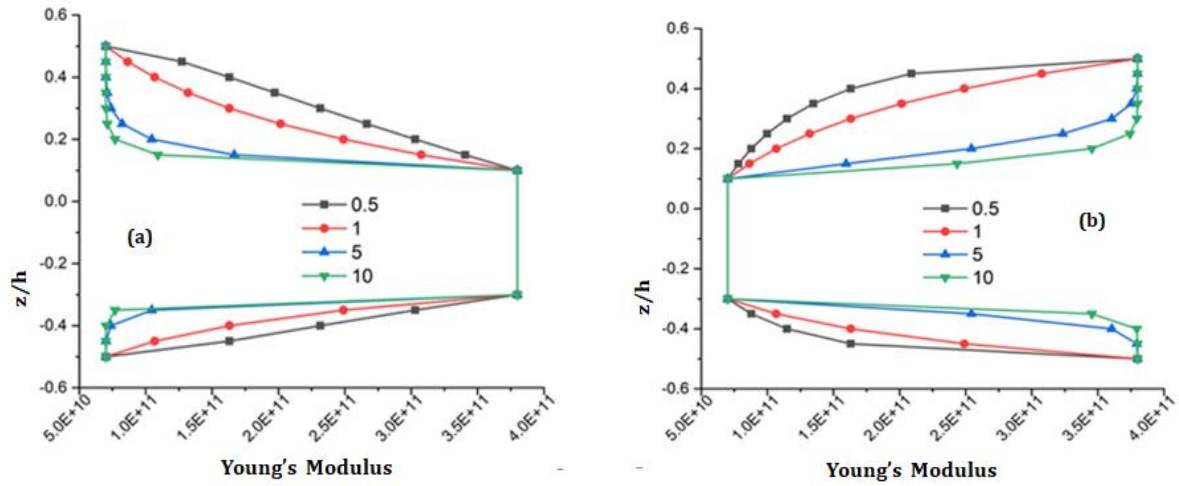 0.6
0.4
0.2
0.0
-0.2
-0.4
-0.6
z/h
(a)
0.5
1
5
10
5.0E+10
1.0E+11
1.5E+11
2.0E+11
2.5E+11
3.0E+11
3.5E+11
4.0E+11
Young's Modulus
0.6
0.4
0.2
0.0
-0.2
-0.4
-0.6
z/h
0.5
1
5
10
(b)
5.0E+10
1.0E+11
1.5E+11
2.0E+11
2.5E+11
3.0E+11
3.5E+11
4.0E+11
Young's Modulus